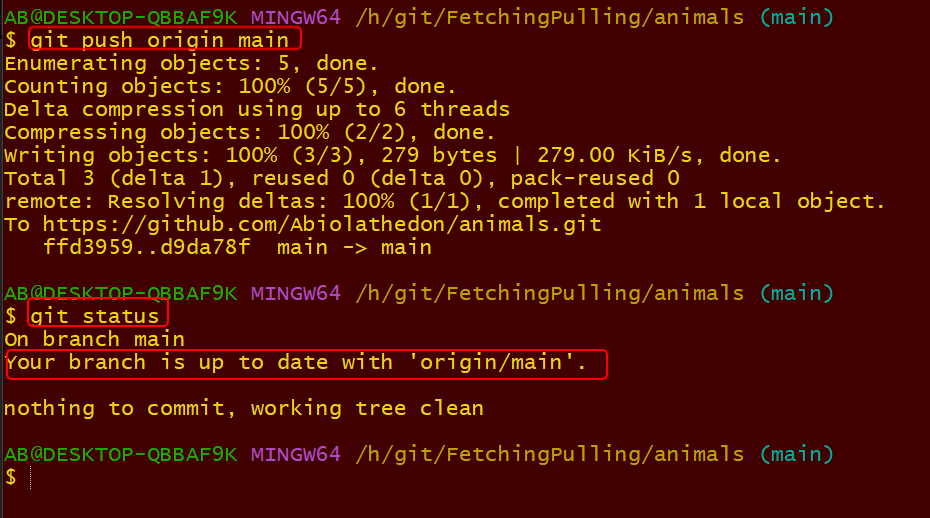 AB@DESKTOP-QBBAF9K MINGW64 /h/git/FetchingPulling/animals (main)
$ git push origin main
Enumerating objects: 5, done.
Counting objects: 100% (5/5), done.
Delta compression using up to 6 threads
Compressing objects: 100% (2/2), done.
Writing objects: 100% (3/3), 279 bytes | 279.00 KiB/s, done.
Total 3 (delta 1), reused 0 (delta 0), pack-reused 0
remote: Resolving deltas: 100% (1/1), completed with 1 local object.
To https://github.com/Abiolathedon/animals.git
   ffd3959..d9da78f  main -> main
AB@DESKTOP-QBBAF9K MINGW64 /h/git/FetchingPulling/animals (main)
$ git status
On branch main
Your branch is up to date with 'origin/main'.
nothing to commit, working tree clean
AB@DESKTOP-QBBAF9K MINGW64 /h/git/FetchingPulling/animals (main)
$